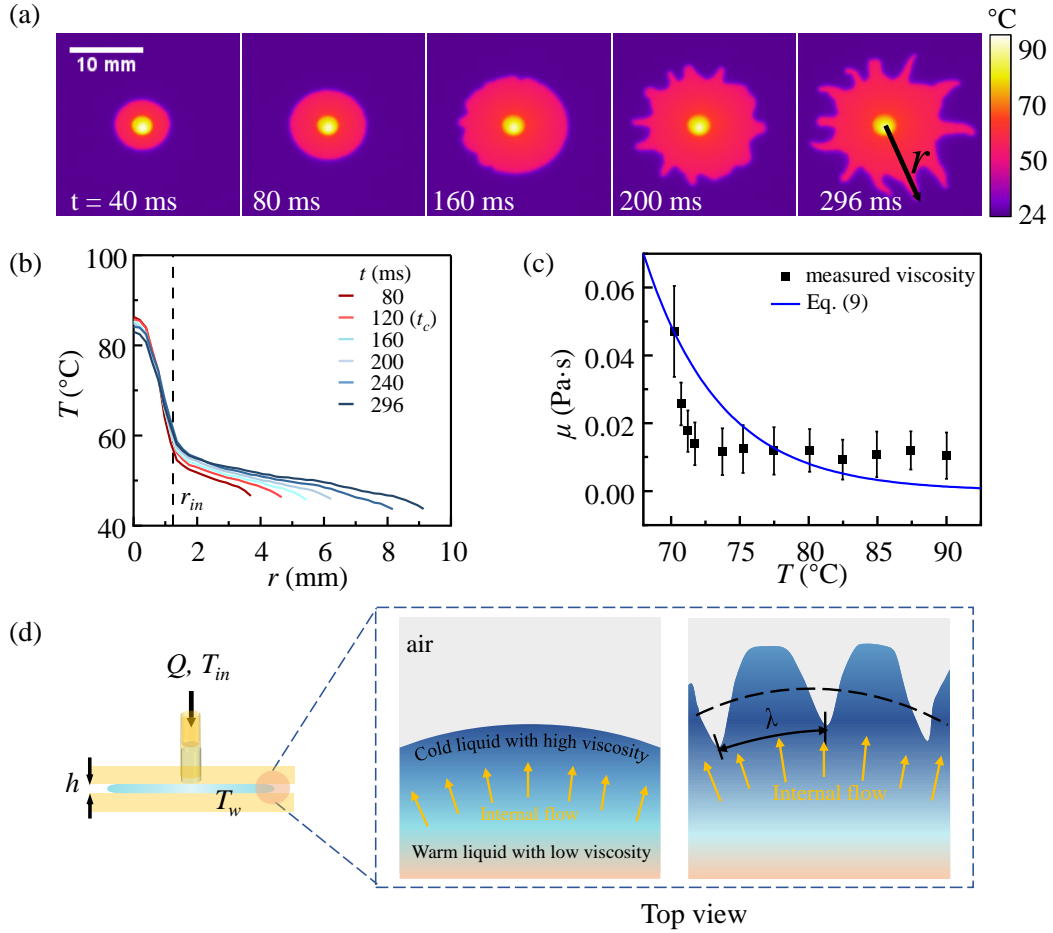 (a)
°C
10 mm
t = 40 ms
80 ms
160 ms
200 ms
296 ms
r
90
70
50
24
(b)
100
80
60
40
T (°C)
0
2
4
6
8
10
r (mm)
r_in
t (ms)
80
120 (t_c)
160
200
240
296
(c)
0.06
0.04
0.02
0.00
μ (Pa·s)
70
75
80
85
90
T (°C)
measured viscosity
Eq. (9)
(d)
Q, T_in
h
T_w
air
Cold liquid with high viscosity
Internal flow
Warm liquid with low viscosity
λ
Internal flow
Top view